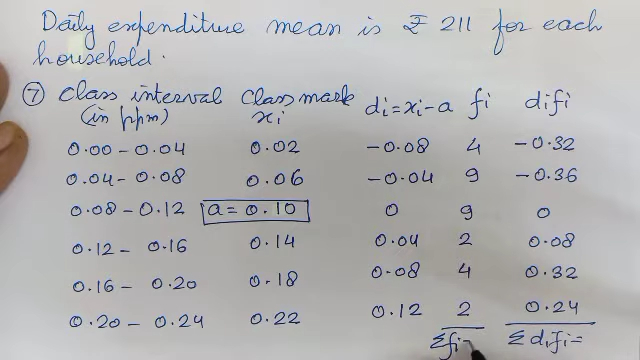 Daily expenditure mean is ₹ 211 for each
household.
⑦ Class interval Class mark di=xi-a fi difi
(in ppm) xi
0.00 - 0.04 0.02 -0.08 4 -0.32
0.04 - 0.08 0.06 -0.04 9 -0.36
0.08 - 0.12 a = 0.10 0 9 0
0.12 - 0.16 0.14 0.04 2 0.08
0.16 - 0.20 0.18 0.08 4 0.32
0.20 - 0.24 0.22 0.12 2 0.24
Σfi= Σdifi=